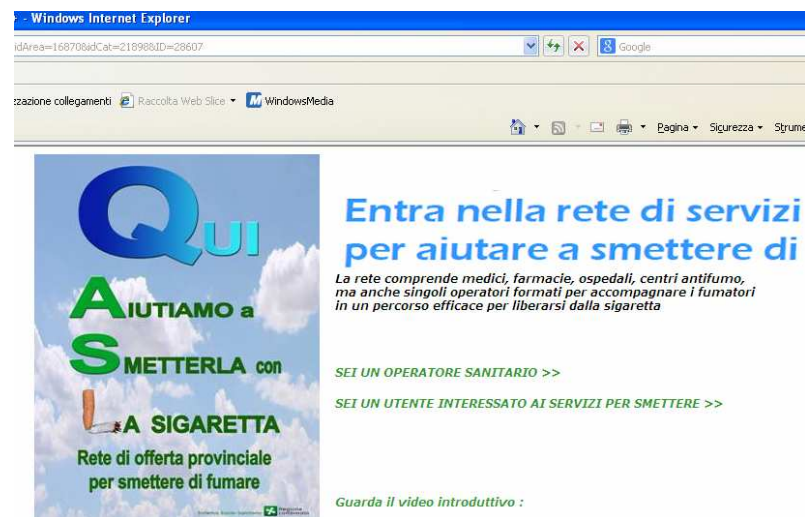 - Windows Internet Explorer
idArea=16870&idCat=21898&ID=28607
Google
zzazione collegamenti Raccolta Web Slice WindowsMedia
Pagina Sicurezza Strume
QUI
AIUTIAMO a
SMETTERLA con
LA SIGARETTA
Rete di offerta provinciale
per smettere di fumare
Regione
Lombardia
Entra nella rete di servizi
per aiutare a smettere di
La rete comprende medici, farmacie, ospedali, centri antifumo,
ma anche singoli operatori formati per accompagnare i fumatori
in un percorso efficace per liberarsi dalla sigaretta
SEI UN OPERATORE SANITARIO >>
SEI UN UTENTE INTERESSATO AI SERVIZI PER SMETTERE >>
Guarda il video introduttivo :